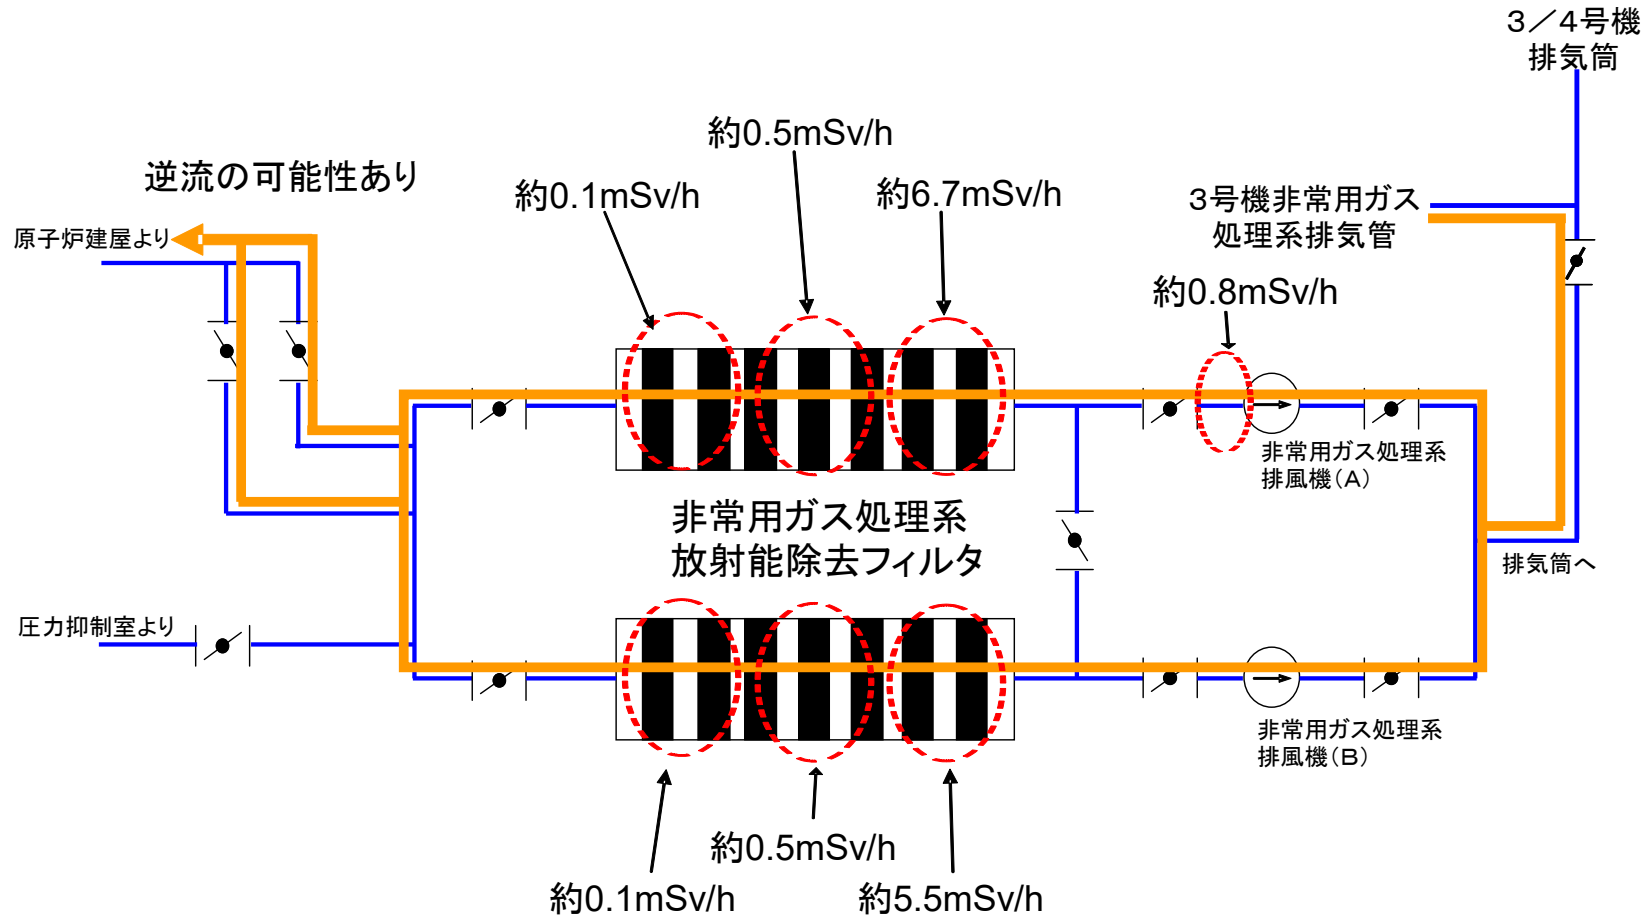 3／4号機
排気筒
約0.5mSv/h
逆流の可能性あり
約0.1mSv/h
約6.7mSv/h
3号機非常用ガス
処理系排気管
原子炉建屋より
約0.8mSv/h
非常用ガス処理系
排風機(A)
非常用ガス処理系
放射能除去フィルタ
排気筒へ
圧力抑制室より
非常用ガス処理系
排風機(B)
約0.5mSv/h
約0.1mSv/h
約5.5mSv/h